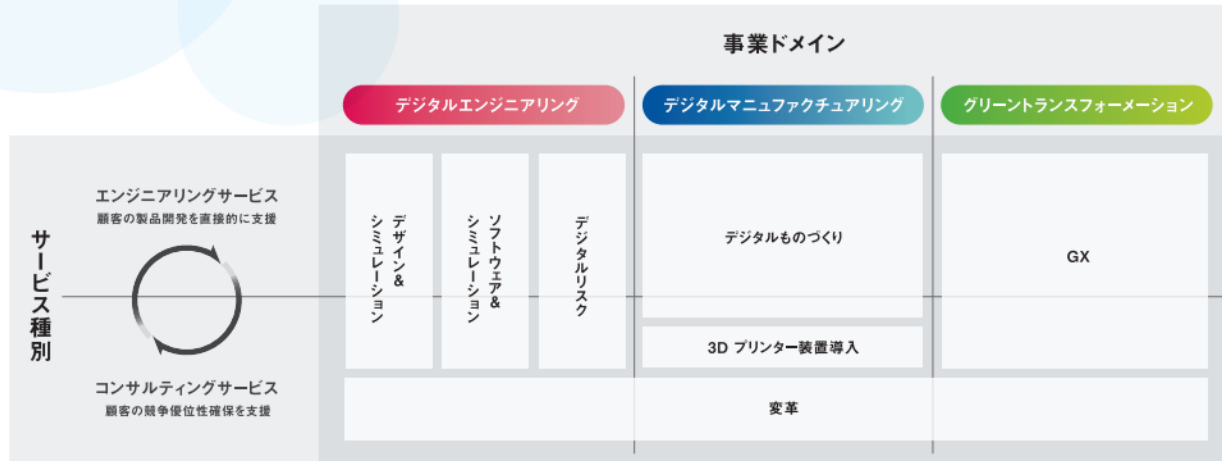 事業ドメイン
デジタルエンジニアリング
デジタルマニュファクチュアリング
グリーントランスフォーメーション
サービス種別
エンジニアリングサービス
顧客の製品開発を直接的に支援
コンサルティングサービス
顧客の競争優位性確保を支援
デザイン&
シミュレーション
ソフトウェア&
シミュレーション
デジタルリスク
デジタルものづくり
3D プリンター装置導入
GX
変革